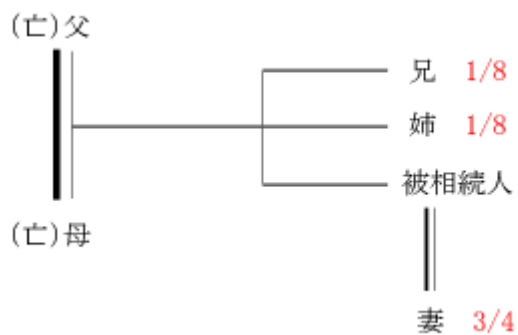 (亡)父
兄 1/8
姉 1/8
被相続人
(亡)母
妻 3/4